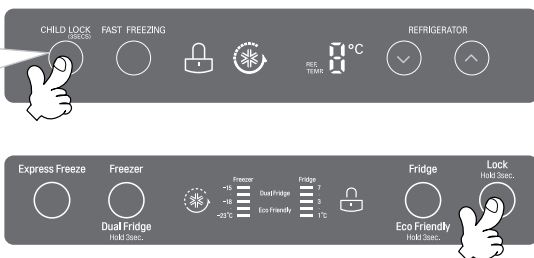 CHILD LOCK FAST FREEZING REFRIGERATOR
(3SECS)
REF. TEMP. 8°C
Express Freeze Freezer Fridge Lock
Hold 3sec.
Freezer Fridge
-15 7
Dual Fridge
-18 3
Eco Friendly
-23°C 1°C
Dual Fridge Eco Friendly
Hold 3sec. Hold 3sec.